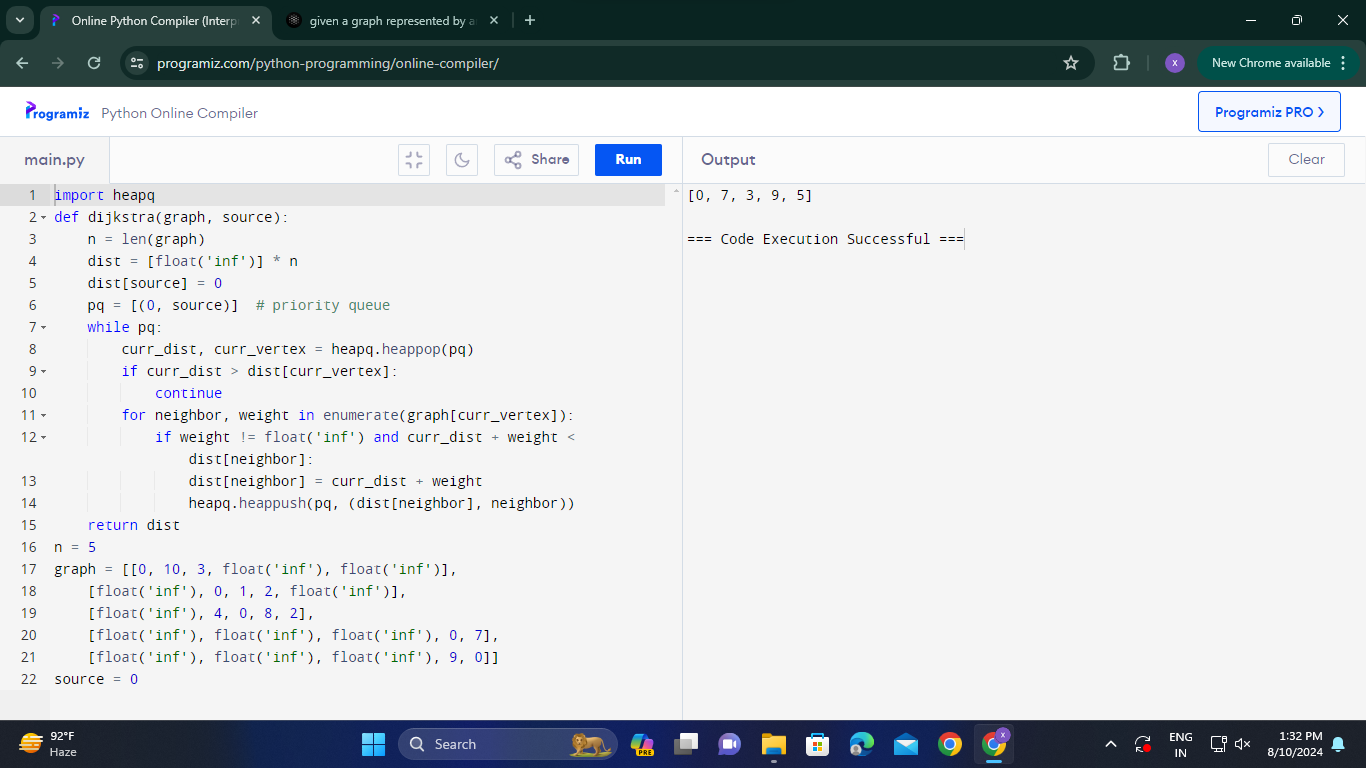 Online Python Compiler (Interp
given a graph represented by a
programiz.com/python-programming/online-compiler/
X
New Chrome available
Programiz Python Online Compiler
Programiz PRO
main.py
Share
Run
Output
Clear
1 import heapq
2 def dijkstra(graph, source):
3 n = len(graph)
4 dist = [float('inf')] * n
5 dist[source] = 0
6 pq = [(0, source)]  # priority queue
7 while pq:
8 curr_dist, curr_vertex = heapq.heappop(pq)
9 if curr_dist > dist[curr_vertex]:
10 continue
11 for neighbor, weight in enumerate(graph[curr_vertex]):
12 if weight != float('inf') and curr_dist + weight <
dist[neighbor]:
13 dist[neighbor] = curr_dist + weight
14 heapq.heappush(pq, (dist[neighbor], neighbor))
15 return dist
16 n = 5
17 graph = [[0, 10, 3, float('inf'), float('inf')],
18 [float('inf'), 0, 1, 2, float('inf')],
19 [float('inf'), 4, 0, 8, 2],
20 [float('inf'), float('inf'), float('inf'), 0, 7],
21 [float('inf'), float('inf'), float('inf'), 9, 0]]
22 source = 0
[0, 7, 3, 9, 5]
=== Code Execution Successful ===
92°F
Haze
Search
PRE
X
ENG
IN
1:32 PM
8/10/2024